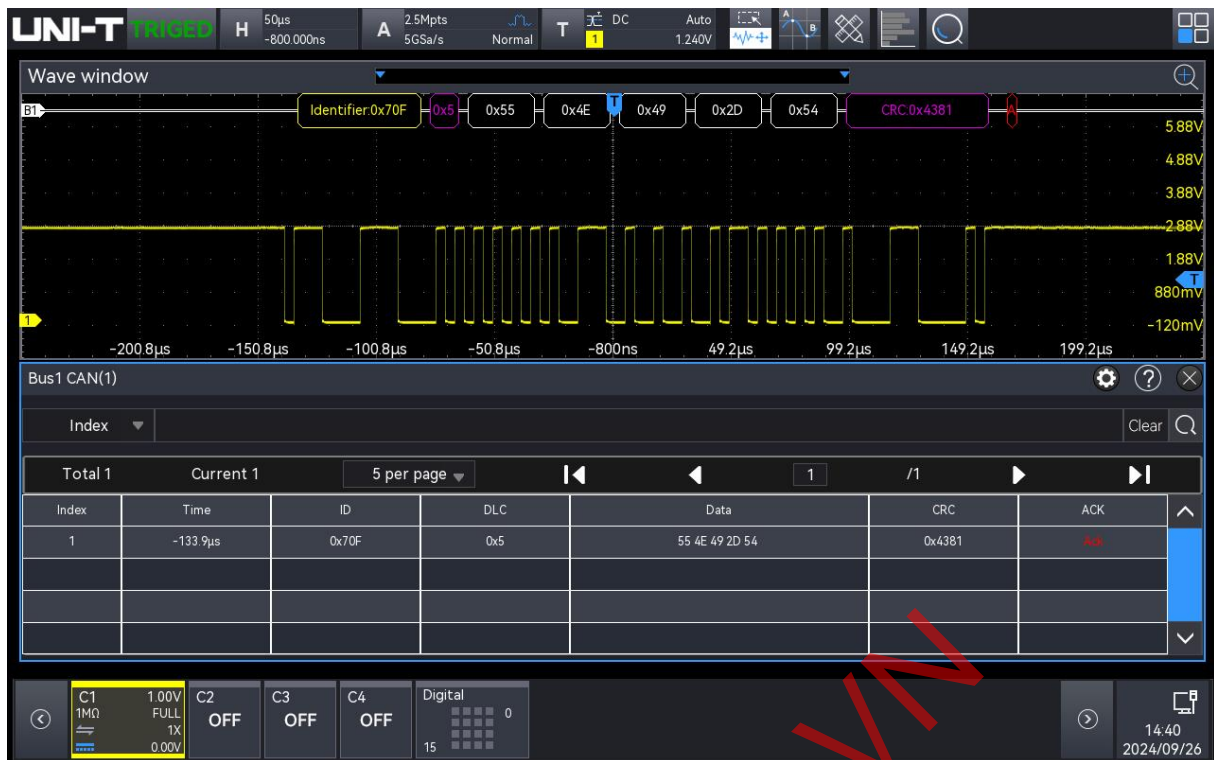 UNI-T TRIGED H 50μs -800.000ns A 2.5Mpts 5GSa/s Normal T 1 DC Auto 1.240V A B
Wave window
B1 Identifier:0x70F 0x5 0x55 0x4E T 0x49 0x2D 0x54 CRC:0x4381 A
5.88V
4.88V
3.88V
2.88V
1.88V
T
880mV
1
-120mV
-200.8μs -150.8μs -100.8μs -50.8μs -800ns 49.2μs 99.2μs 149.2μs 199.2μs
Bus1 CAN(1)
Index Clear
Total 1 Current 1 5 per page 1 /1
Index Time ID DLC Data CRC ACK
1 -133.9μs 0x70F 0x5 55 4E 49 2D 54 0x4381 Ack
C1 1.00V C2 C3 C4 Digital
1MΩ FULL OFF OFF OFF 0
1X
0.00V 15
14:40
2024/09/26
VN